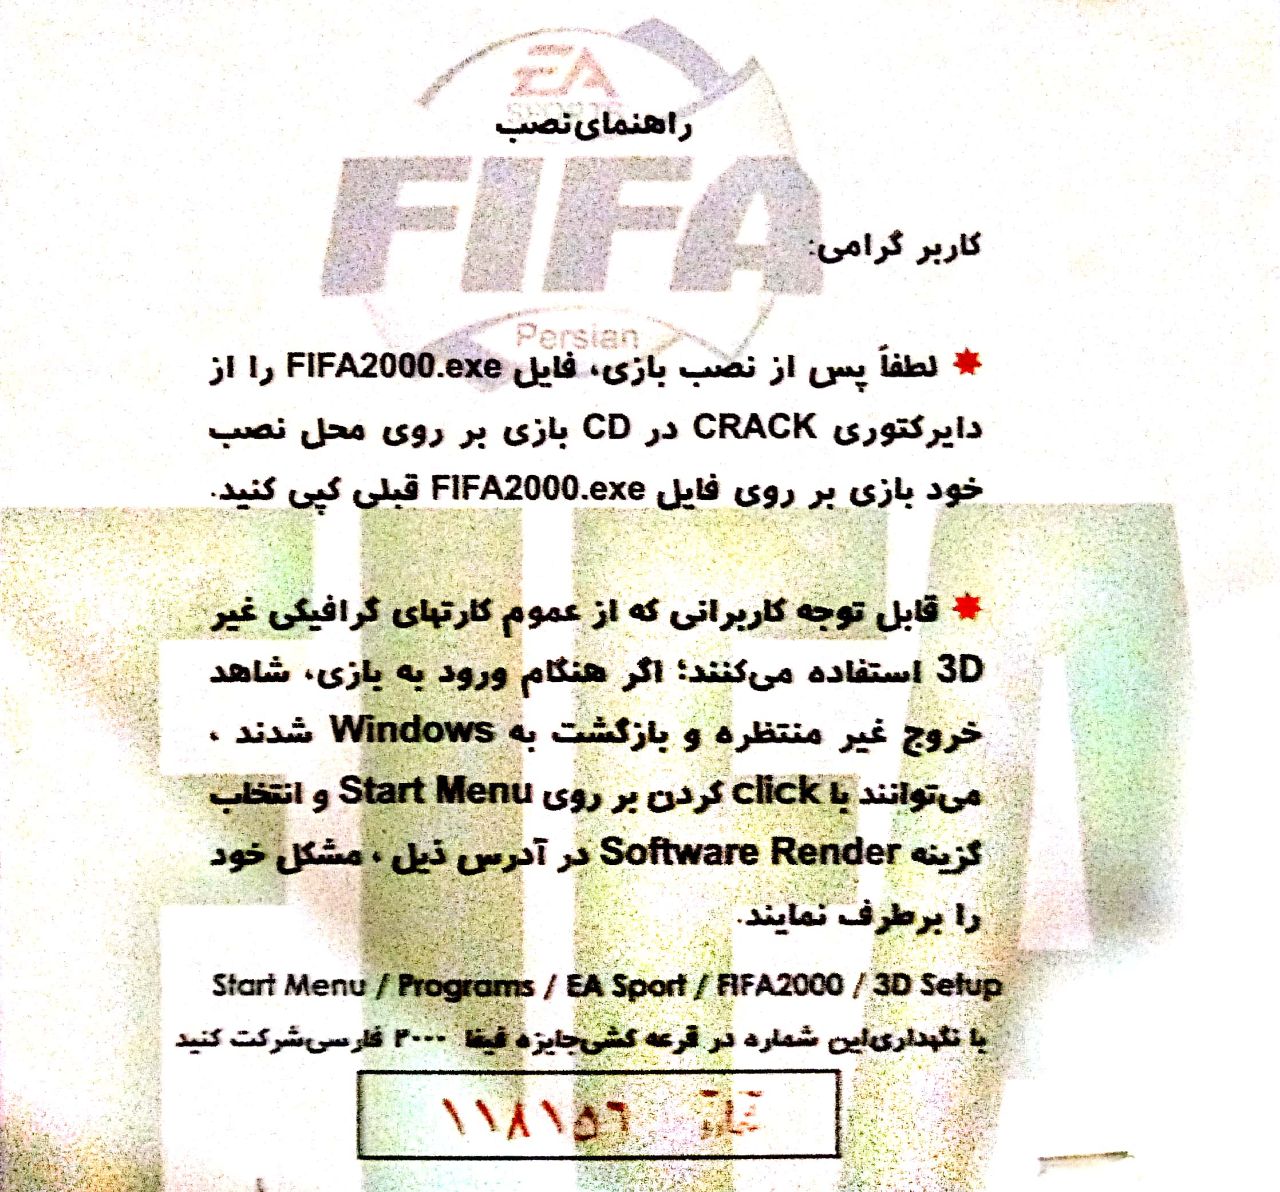 EA
SPORTS
راهنمای نصب
FIFA
کاربر گرامی:
Persian
لطفاً پس از نصب بازی، فایل FIFA2000.exe را از
دایرکتوری CRACK در CD بازی بر روی محل نصب
خود بازی بر روی فایل FIFA2000.exe قبلی کپی کنید.
FIFA
قابل توجه کاربرانی که از عموم کارتهای گرافیکی غیر
3D استفاده می‌کنند؛ اگر هنگام ورود به بازی، شاهد
خروج غیر منتظره و بازگشت به Windows شدند ،
می‌توانند با click کردن بر روی Start Menu و انتخاب
گزینه Software Render در آدرس ذیل ، مشکل خود
را برطرف نمایند.
Start Menu / Programs / EA Sport / FIFA2000 / 3D Setup
با نگهداری‌این شماره در قرعه کشی‌جایزه فیفا ۲۰۰۰ فارسی‌شرکت کنید
۱۱۸۱۵۶